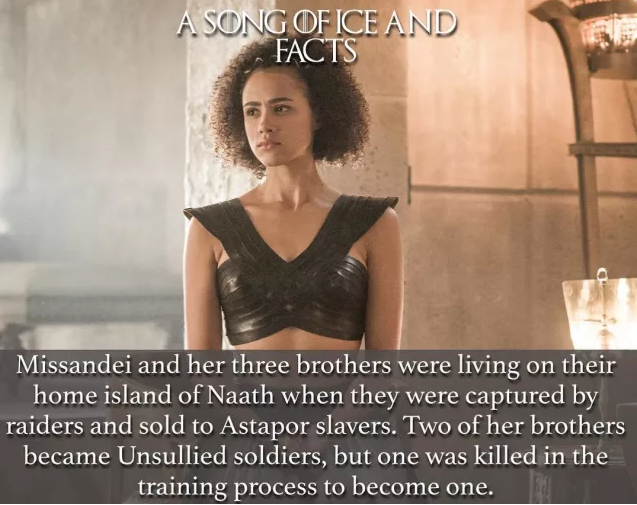 A SONG OF ICE AND
FACTS
Missandei and her three brothers were living on their
home island of Naath when they were captured by
raiders and sold to Astapor slavers. Two of her brothers
became Unsullied soldiers, but one was killed in the
training process to become one.